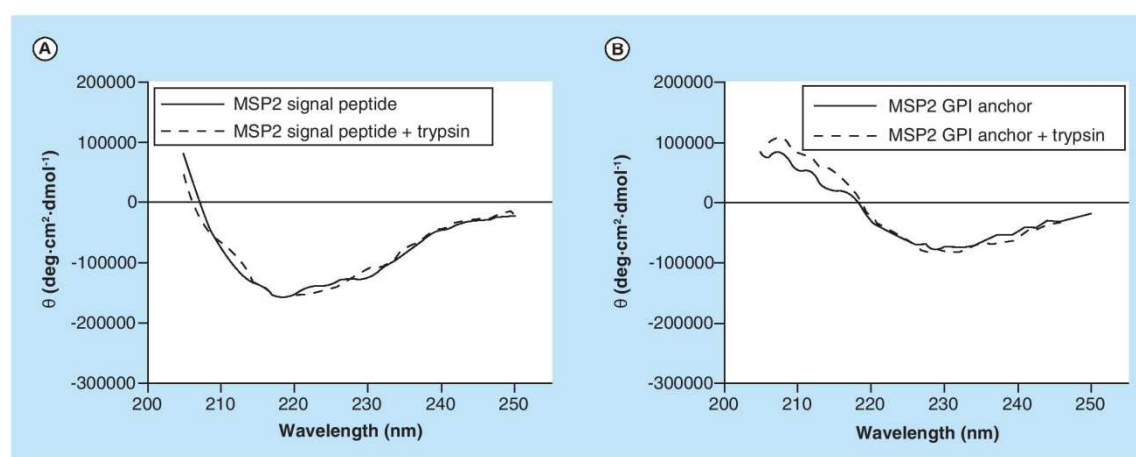 A
200000
100000
0
-100000
-200000
-300000
θ (deg·cm²·dmol⁻¹)
MSP2 signal peptide
MSP2 signal peptide + trypsin
200 210 220 230 240 250
Wavelength (nm)
B
200000
100000
0
-100000
-200000
-300000
θ (deg·cm²·dmol⁻¹)
MSP2 GPI anchor
MSP2 GPI anchor + trypsin
200 210 220 230 240 250
Wavelength (nm)